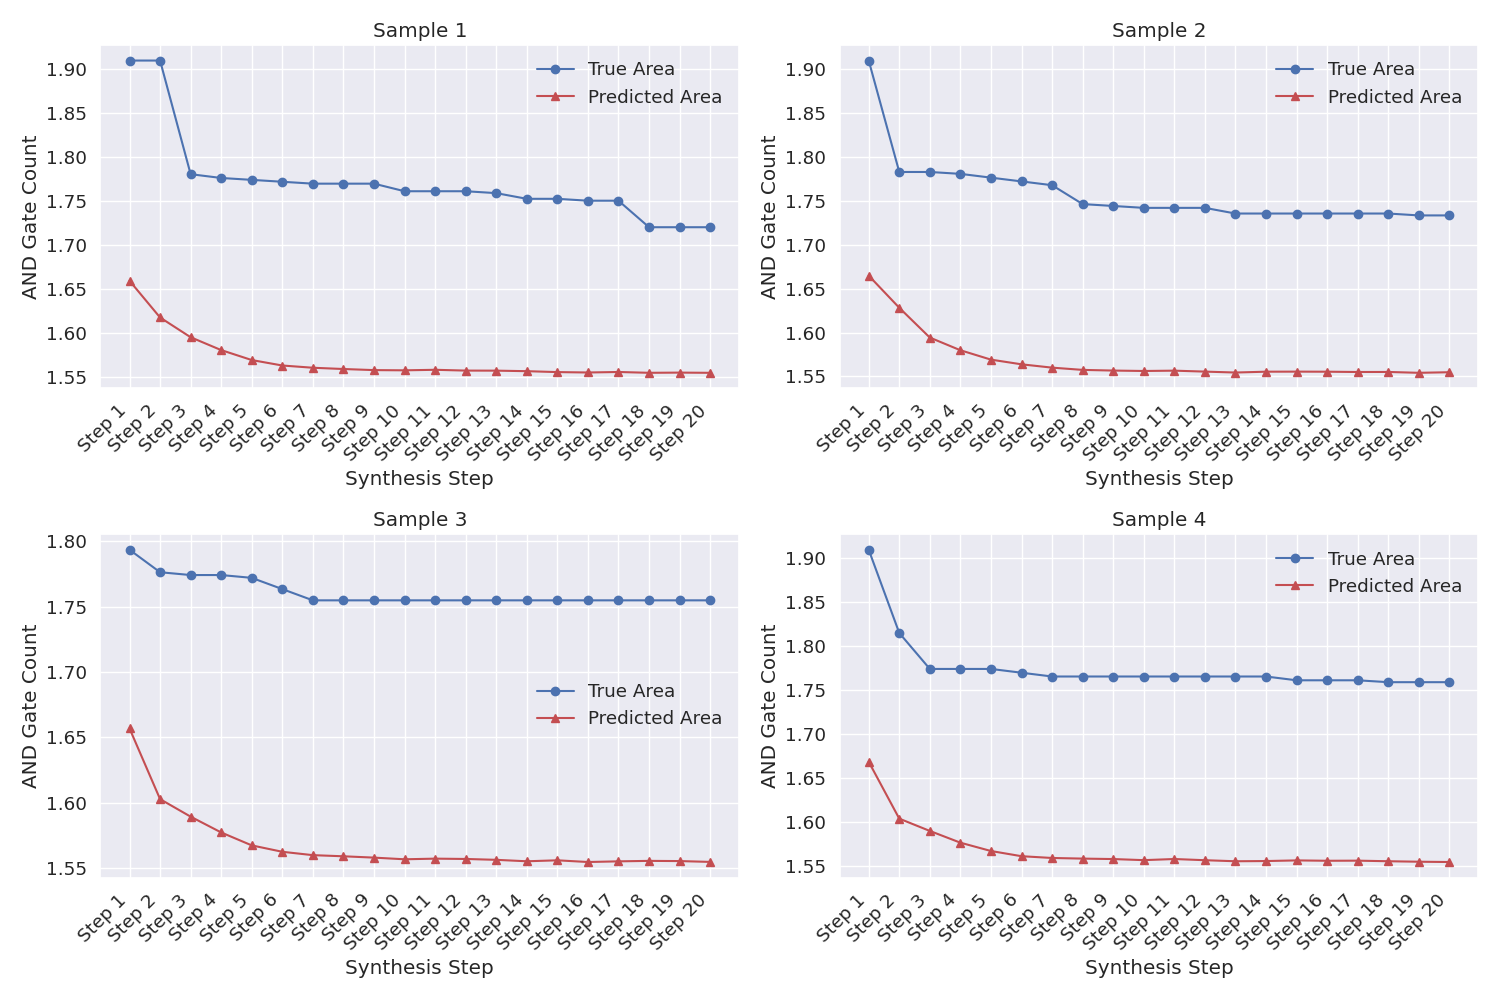 Sample 1
AND Gate Count
1.90
1.85
1.80
1.75
1.70
1.65
1.60
1.55
True Area
Predicted Area
Step 1
Step 2
Step 3
Step 4
Step 5
Step 6
Step 7
Step 8
Step 9
Step 10
Step 11
Step 12
Step 13
Step 14
Step 15
Step 16
Step 17
Step 18
Step 19
Step 20
Synthesis Step
Sample 2
AND Gate Count
1.90
1.85
1.80
1.75
1.70
1.65
1.60
1.55
True Area
Predicted Area
Step 1
Step 2
Step 3
Step 4
Step 5
Step 6
Step 7
Step 8
Step 9
Step 10
Step 11
Step 12
Step 13
Step 14
Step 15
Step 16
Step 17
Step 18
Step 19
Step 20
Synthesis Step
Sample 3
AND Gate Count
1.80
1.75
1.70
1.65
1.60
1.55
True Area
Predicted Area
Step 1
Step 2
Step 3
Step 4
Step 5
Step 6
Step 7
Step 8
Step 9
Step 10
Step 11
Step 12
Step 13
Step 14
Step 15
Step 16
Step 17
Step 18
Step 19
Step 20
Synthesis Step
Sample 4
AND Gate Count
1.90
1.85
1.80
1.75
1.70
1.65
1.60
1.55
True Area
Predicted Area
Step 1
Step 2
Step 3
Step 4
Step 5
Step 6
Step 7
Step 8
Step 9
Step 10
Step 11
Step 12
Step 13
Step 14
Step 15
Step 16
Step 17
Step 18
Step 19
Step 20
Synthesis Step